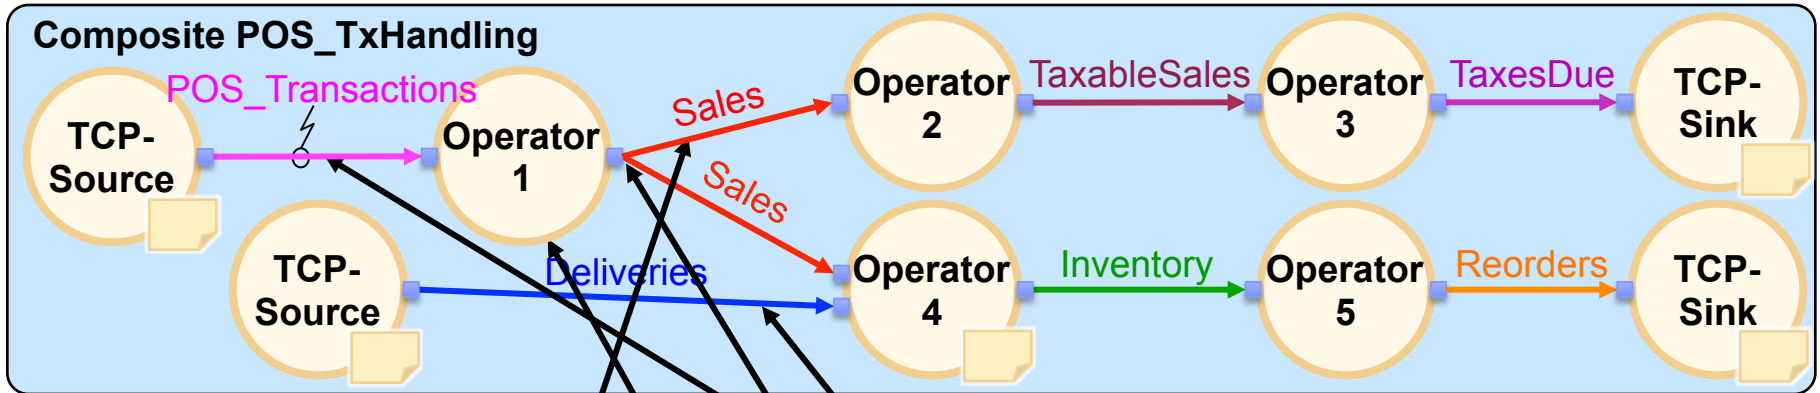 Composite POS_TxHandling
POS_Transactions
TCP-
Source
Operator
1
Sales
Operator
2
TaxableSales
Operator
3
TaxesDue
TCP-
Sink
Sales
TCP-
Source
Deliveries
Operator
4
Inventory
Operator
5
Reorders
TCP-
Sink